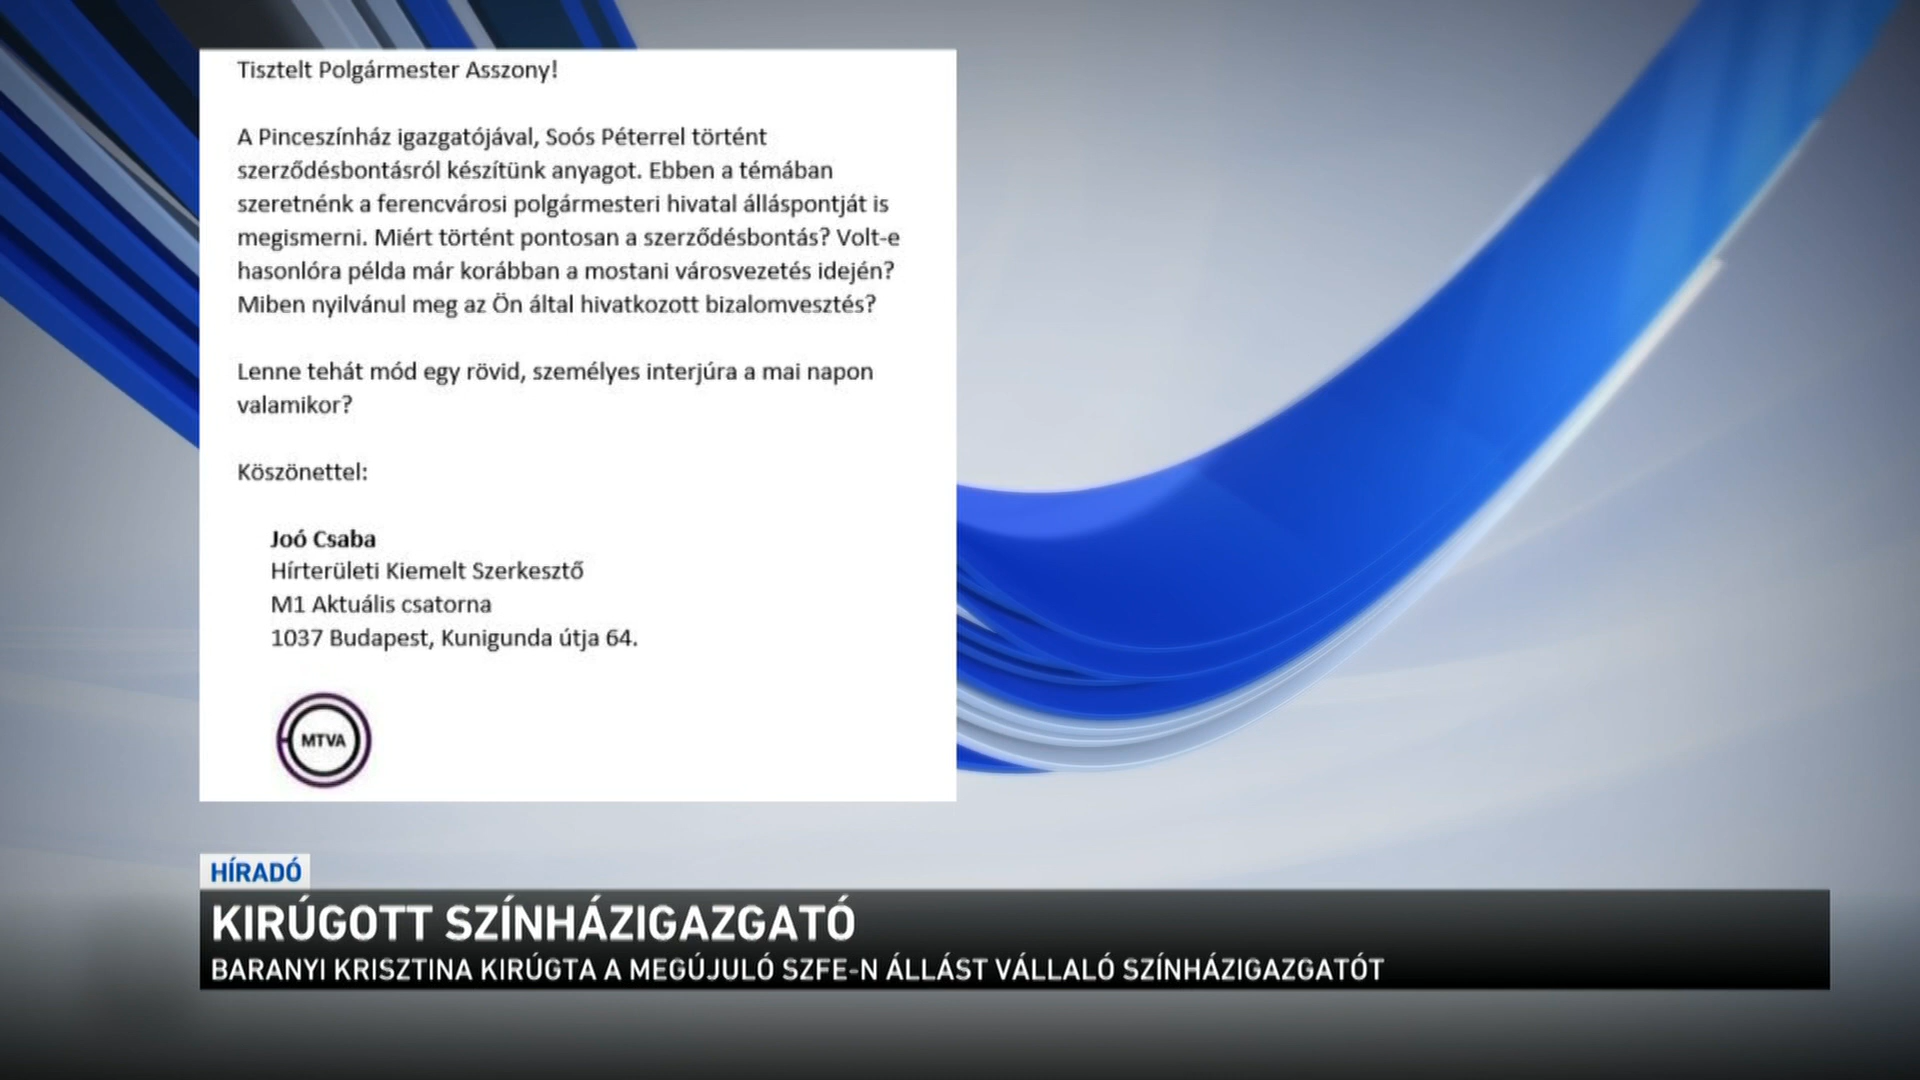 Tisztelt Polgármester Asszony!
A Pinceszínház igazgatójával, Soós Péterrel történt
szerződésbontásról készítünk anyagot. Ebben a témában
szeretnénk a ferencvárosi polgármesteri hivatal álláspontját is
megismerni. Miért történt pontosan a szerződésbontás? Volt-e
hasonlóra példa már korábban a mostani városvezetés idején?
Miben nyilvánul meg az Ön által hivatkozott bizalomvesztés?
Lenne tehát mód egy rövid, személyes interjúra a mai napon
valamikor?
Köszönettel:
Joó Csaba
Hírterületi Kiemelt Szerkesztő
M1 Aktuális csatorna
1037 Budapest, Kunigunda útja 64.
MTVA
HÍRADÓ
KIRÚGOTT SZÍNHÁZIGAZGATÓ
BARANYI KRISZTINA KIRÚGTA A MEGÚJULÓ SZFE-N ÁLLÁST VÁLLALÓ SZÍNHÁZIGAZGATÓT